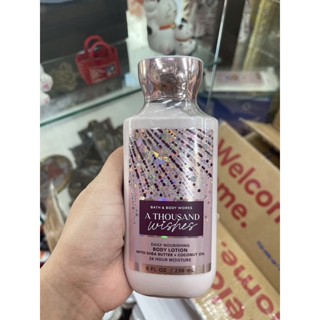 BATH & BODY WORKS
A THOUSAND
wishes
DAILY NOURISHING
BODY LOTION
WITH SHEA BUTTER + COCONUT OIL
24 HOUR MOISTURE
8 FL OZ / 236 mL
Welcome
ome.